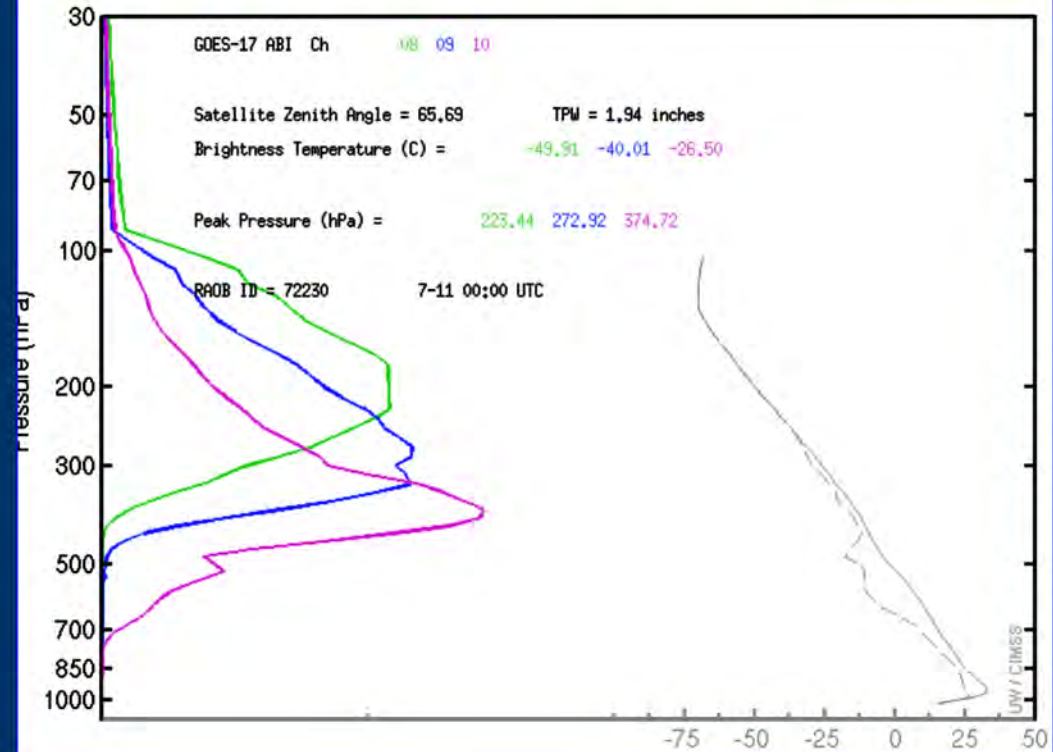 GOES-17 ABI Ch 08 09 10
Satellite Zenith Angle = 65.69 TPW = 1.94 inches
Brightness Temperature (C) = -49.91 -40.01 -26.50
Peak Pressure (hPa) = 223.44 272.92 374.72
RAOB ID = 72230 7-11 00:00 UTC
Pressure (hPa)
30
50
70
100
200
300
500
700
850
1000
-75 -50 -25 0 25 50
UW/CIMSS